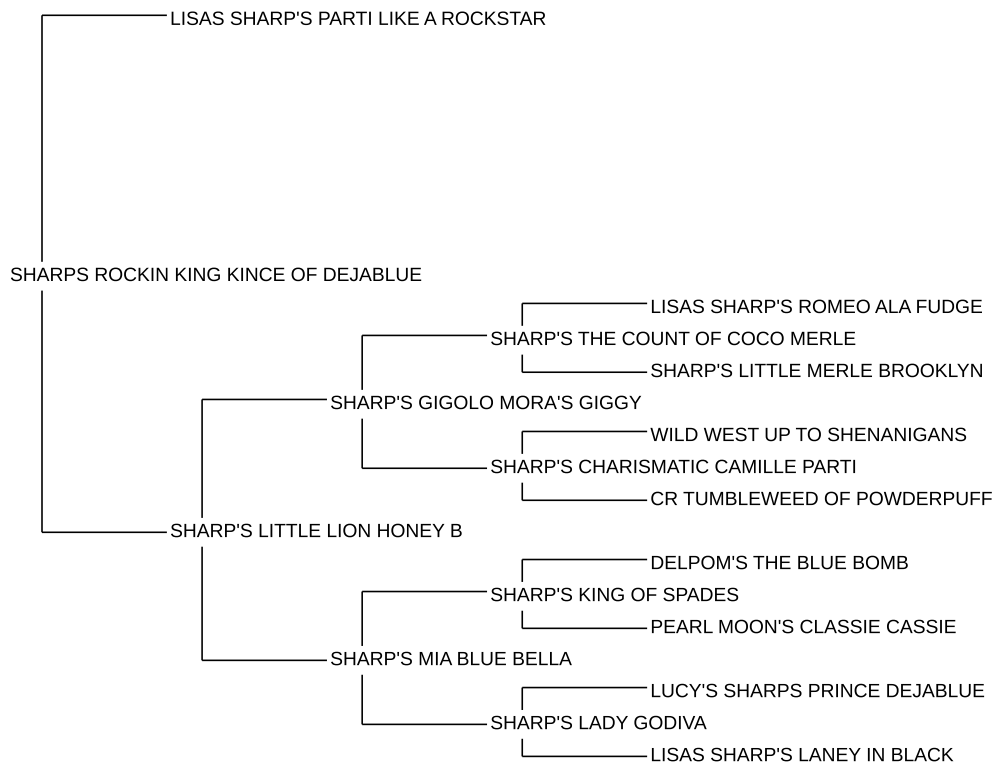 LISAS SHARP'S PARTI LIKE A ROCKSTAR
SHARPS ROCKIN KING KINCE OF DEJABLUE
LISAS SHARP'S ROMEO ALA FUDGE
SHARP'S THE COUNT OF COCO MERLE
SHARP'S LITTLE MERLE BROOKLYN
SHARP'S GIGOLO MORA'S GIGGY
WILD WEST UP TO SHENANIGANS
SHARP'S CHARISMATIC CAMILLE PARTI
CR TUMBLEWEED OF POWDERPUFF
SHARP'S LITTLE LION HONEY B
DELPOM'S THE BLUE BOMB
SHARP'S KING OF SPADES
PEARL MOON'S CLASSIE CASSIE
SHARP'S MIA BLUE BELLA
LUCY'S SHARPS PRINCE DEJABLUE
SHARP'S LADY GODIVA
LISAS SHARP'S LANEY IN BLACK